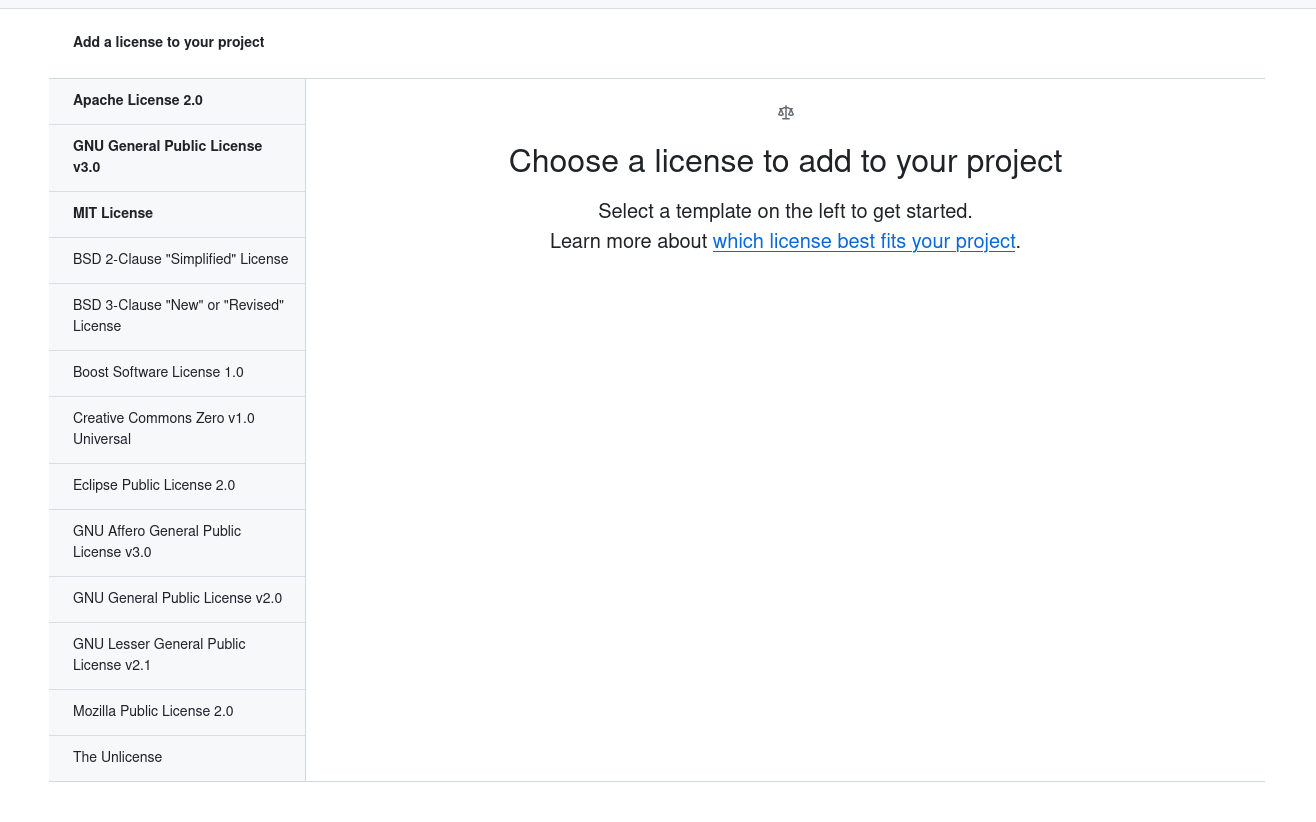 Add a license to your project
Apache License 2.0
GNU General Public License
v3.0
MIT License
BSD 2-Clause "Simplified" License
BSD 3-Clause "New" or "Revised"
License
Boost Software License 1.0
Creative Commons Zero v1.0
Universal
Eclipse Public License 2.0
GNU Affero General Public
License v3.0
GNU General Public License v2.0
GNU Lesser General Public
License v2.1
Mozilla Public License 2.0
The Unlicense
Choose a license to add to your project
Select a template on the left to get started.
Learn more about which license best fits your project.